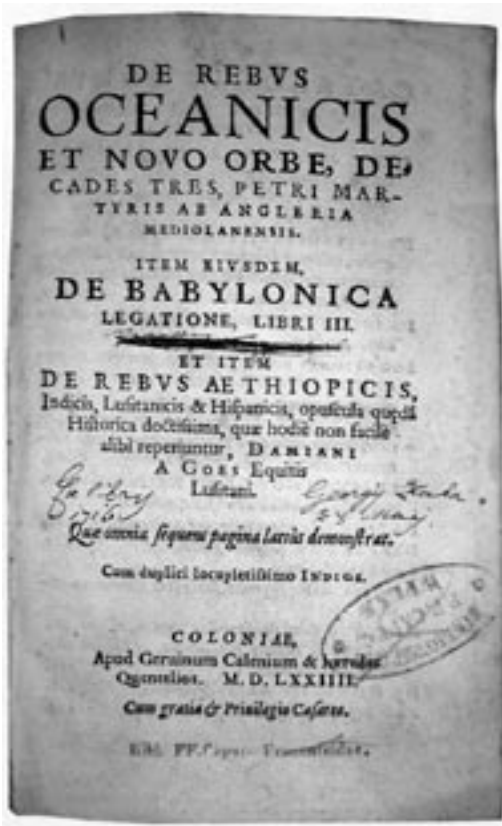 DE REBVS
OCEANICIS
ET NOVO ORBE, DE-
CADES TRES, PETRI MAR-
TYRIS AB ANGLERIA
MEDIOLANENSIS.
ITEM EIVSDEM,
DE BABYLONICA
LEGATIONE, LIBRI III.
ET ITEM
DE REBVS AETHIOPICIS,
Indicis, Lusitanicis & Hispanicis, opuscula quędã
Historica doctissima, quæ hodiè non facilè
alibi reperiuntur, DAMIANI
A GOES Equitis
Lusitani.
Quæ omnia sequens pagina latiùs demonstrat.
Cum duplici locupletissimo INDICE.
COLONIAE,
Apud Geruinum Calenium & hæredes
Quentelios. M. D. LXXIIII.
Cum gratia & Priuilegio Cæsareo.